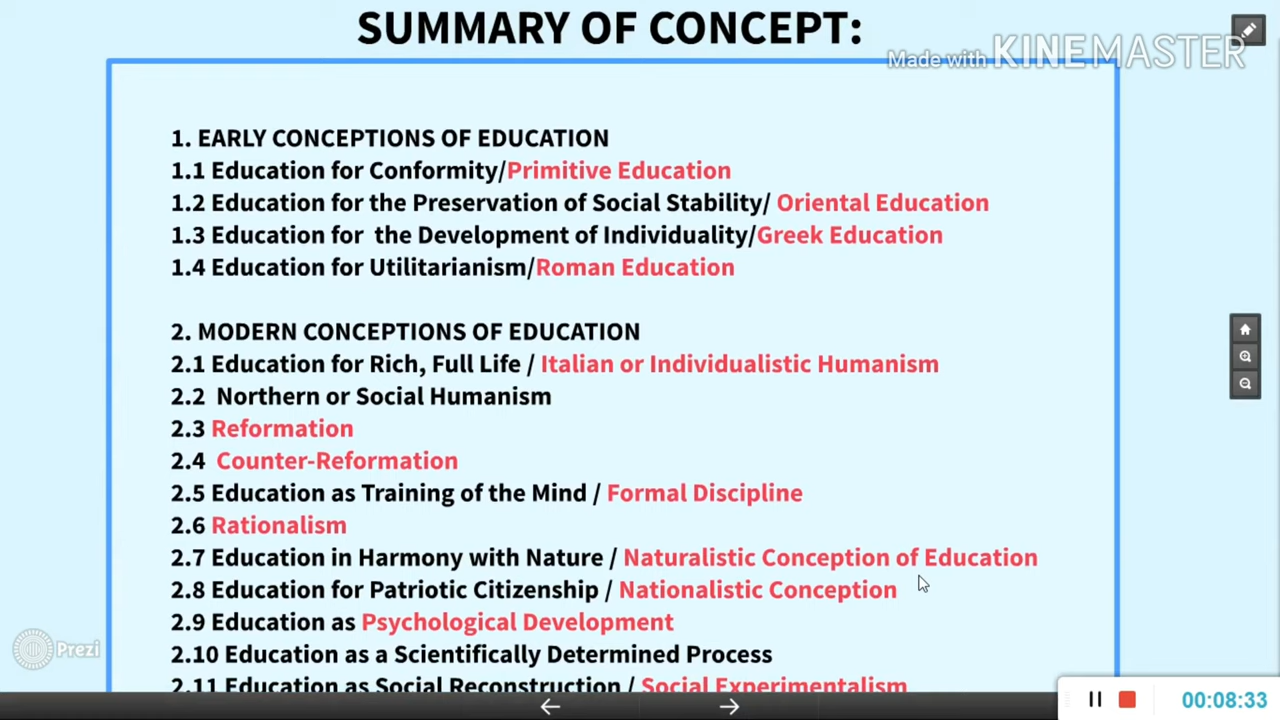 SUMMARY OF CONCEPT:
Made with KINEMASTER
1. EARLY CONCEPTIONS OF EDUCATION
1.1 Education for Conformity/Primitive Education
1.2 Education for the Preservation of Social Stability/ Oriental Education
1.3 Education for the Development of Individuality/Greek Education
1.4 Education for Utilitarianism/Roman Education
2. MODERN CONCEPTIONS OF EDUCATION
2.1 Education for Rich, Full Life / Italian or Individualistic Humanism
2.2 Northern or Social Humanism
2.3 Reformation
2.4 Counter-Reformation
2.5 Education as Training of the Mind / Formal Discipline
2.6 Rationalism
2.7 Education in Harmony with Nature / Naturalistic Conception of Education
2.8 Education for Patriotic Citizenship / Nationalistic Conception
2.9 Education as Psychological Development
Prezi
2.10 Education as a Scientifically Determined Process
2.11 Education as Social Reconstruction / Social Experimentalism
00:08:33